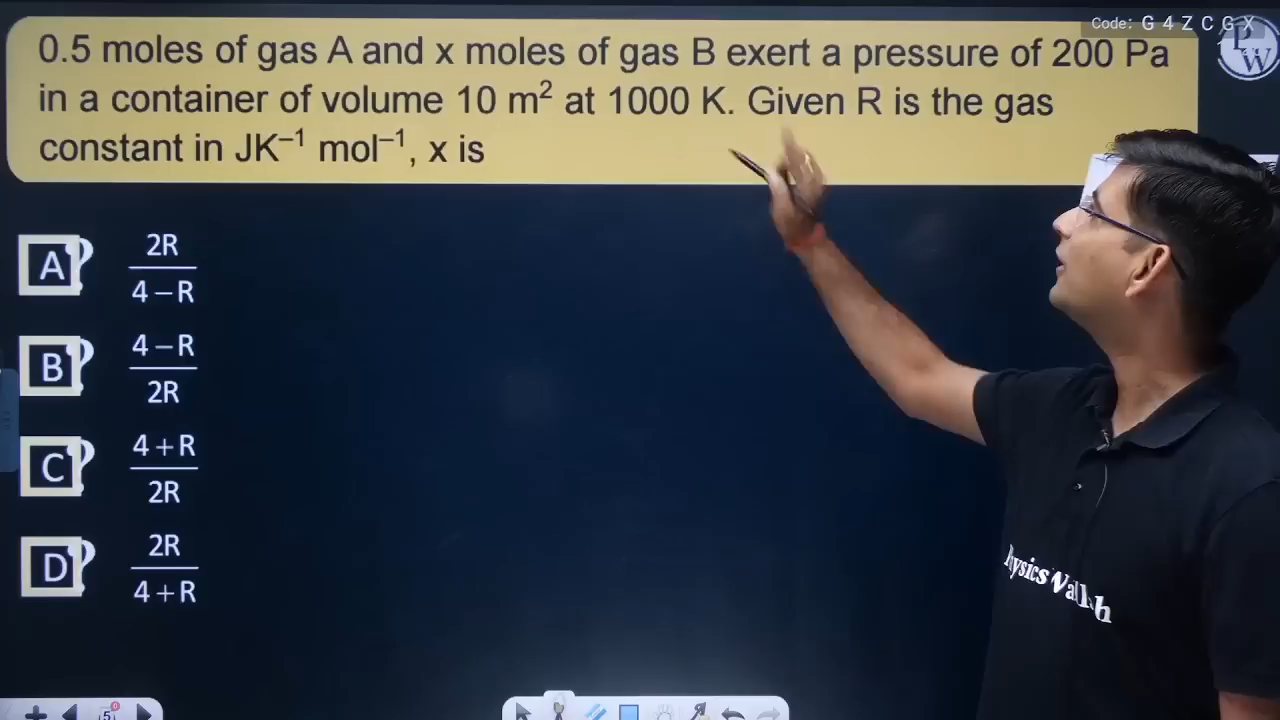 Code: G 4 Z C G X
0.5 moles of gas A and x moles of gas B exert a pressure of 200 Pa
in a container of volume 10 m² at 1000 K. Given R is the gas
constant in JK⁻¹ mol⁻¹, x is
P
W
A ?
2R
4 – R
B ?
4 – R
2R
C ?
4 + R
2R
D ?
2R
4 + R
Physics Wallah
5
0